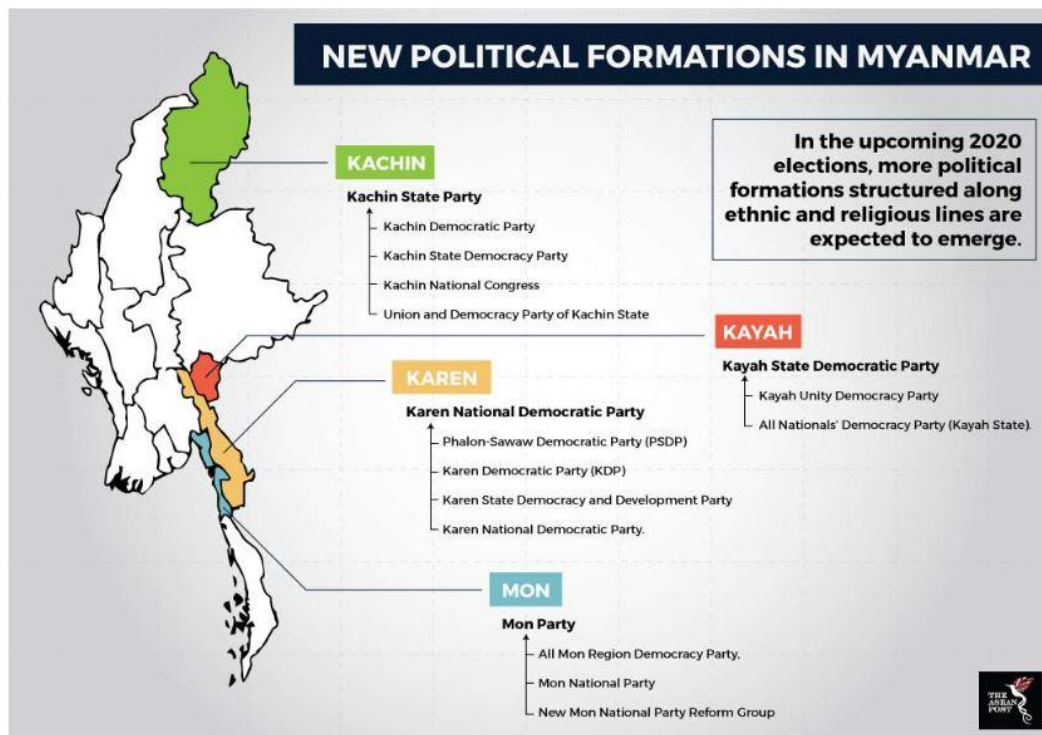 NEW POLITICAL FORMATIONS IN MYANMAR
In the upcoming 2020
elections, more political
formations structured along
ethnic and religious lines are
expected to emerge.
KACHIN
Kachin State Party
Kachin Democratic Party
Kachin State Democracy Party
Kachin National Congress
Union and Democracy Party of Kachin State
KAYAH
Kayah State Democratic Party
Kayah Unity Democracy Party
All Nationals' Democracy Party (Kayah State).
KAREN
Karen National Democratic Party
Phalon-Sawaw Democratic Party (PSDP)
Karen Democratic Party (KDP)
Karen State Democracy and Development Party
Karen National Democratic Party.
MON
Mon Party
All Mon Region Democracy Party,
Mon National Party
New Mon National Party Reform Group
THE
ASEAN
POST